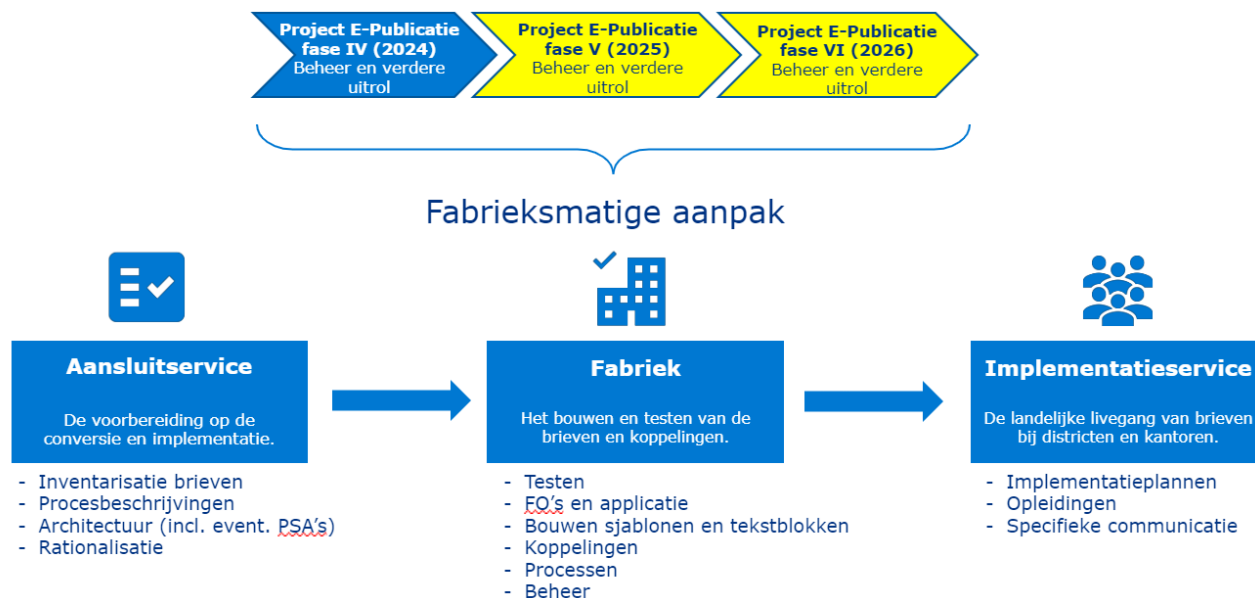 Project E-Publicatie
fase IV (2024)
Beheer en verdere
uitrol
Project E-Publicatie
fase V (2025)
Beheer en verdere
uitrol
Project E-Publicatie
fase VI (2026)
Beheer en verdere
uitrol
Fabrieksmatige aanpak
Aansluitservice
De voorbereiding op de
conversie en implementatie.
- Inventarisatie brieven
- Procesbeschrijvingen
- Architectuur (incl. event. PSA’s)
- Rationalisatie
Fabriek
Het bouwen en testen van de
brieven en koppelingen.
- Testen
- FO’s en applicatie
- Bouwen sjablonen en tekstblokken
- Koppelingen
- Processen
- Beheer
Implementatieservice
De landelijke livegang van brieven
bij districten en kantoren.
- Implementatieplannen
- Opleidingen
- Specifieke communicatie